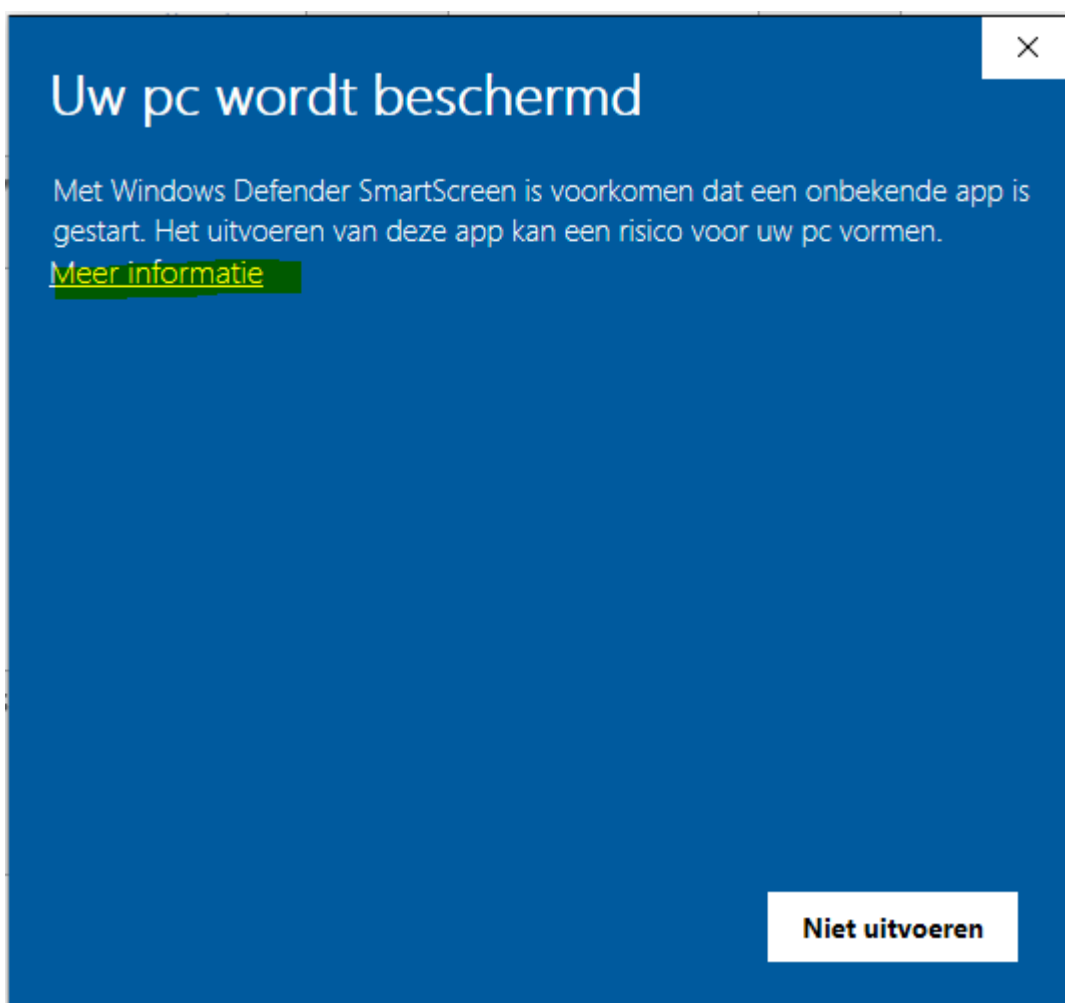 Uw pc wordt beschermd
Met Windows Defender SmartScreen is voorkomen dat een onbekende app is
gestart. Het uitvoeren van deze app kan een risico voor uw pc vormen.
Meer informatie
Niet uitvoeren